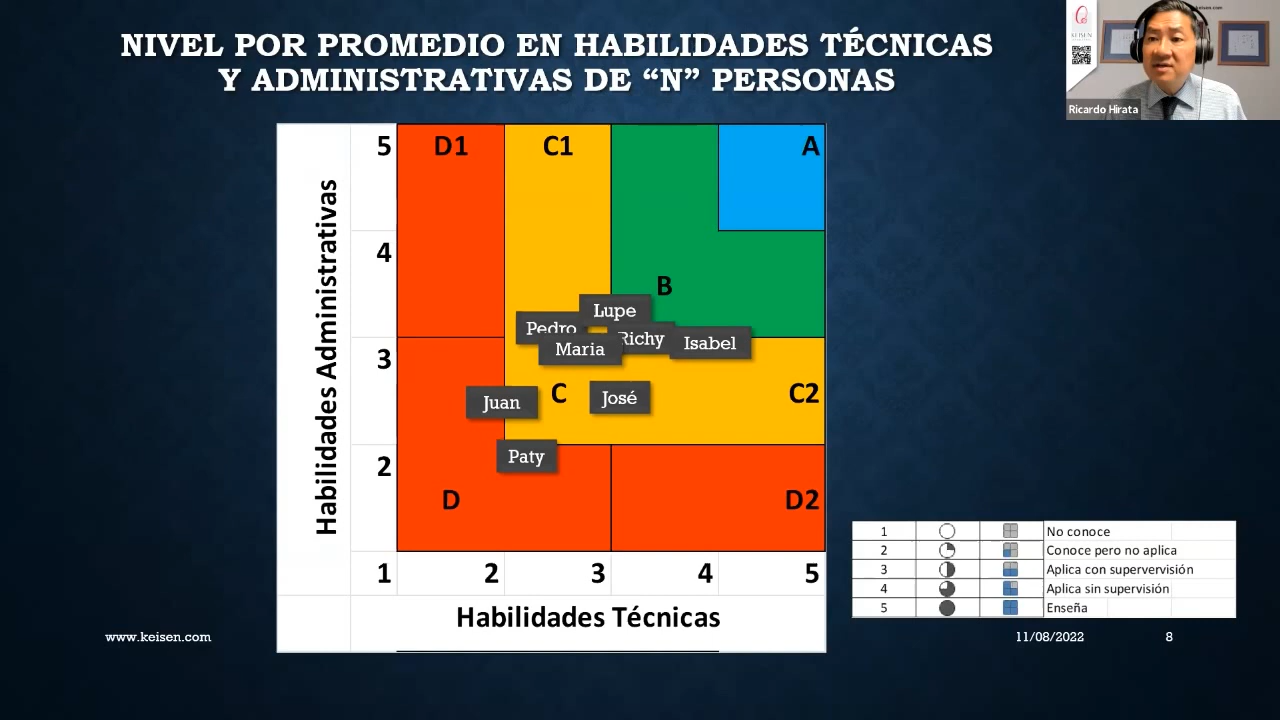 NIVEL POR PROMEDIO EN HABILIDADES TÉCNICAS
Y ADMINISTRATIVAS DE “N” PERSONAS
Ricardo Hirata
Habilidades Administrativas
5
D1
C1
A
4
B
Lupe
Pedro
Richy
Isabel
Maria
3
Juan
C
José
C2
Paty
2
D
D2
1
2
3
4
5
Habilidades Técnicas
1 No conoce
2 Conoce pero no aplica
3 Aplica con supervervisión
4 Aplica sin supervisión
5 Enseña
www.keisen.com
11/08/2022
8